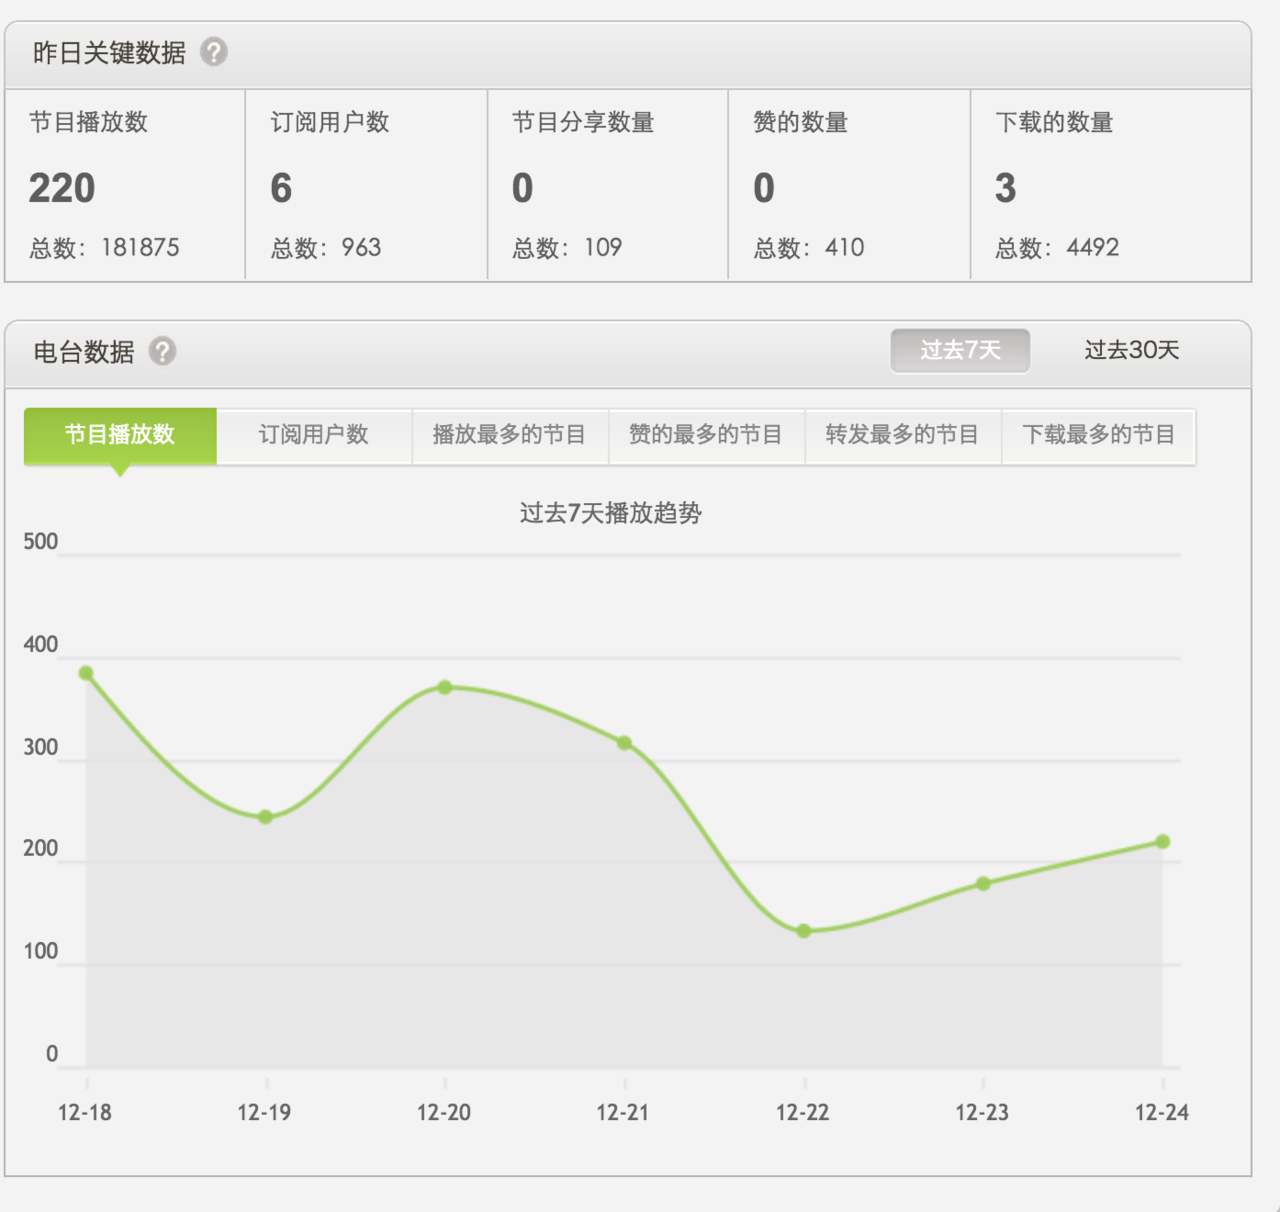 昨日关键数据 ?
节目播放数 订阅用户数 节目分享数量 赞的数量 下载的数量
220 6 0 0 3
总数：181875 总数：963 总数：109 总数：410 总数：4492
电台数据 ? 过去7天 过去30天
节目播放数 订阅用户数 播放最多的节目 赞的最多的节目 转发最多的节目 下载最多的节目
过去7天播放趋势
500
400
300
200
100
0
12-18 12-19 12-20 12-21 12-22 12-23 12-24